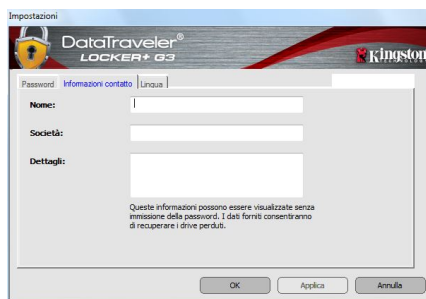 Impostazioni
DataTraveler®
LOCKER+ G3
Kingston
TECHNOLOGY
Password Informazioni contatto Lingua
Nome:
Società:
Dettagli:
Queste informazioni possono essere visualizzate senza
immissione della password. I dati forniti consentiranno
di recuperare i drive perduti.
OK Applica Annulla